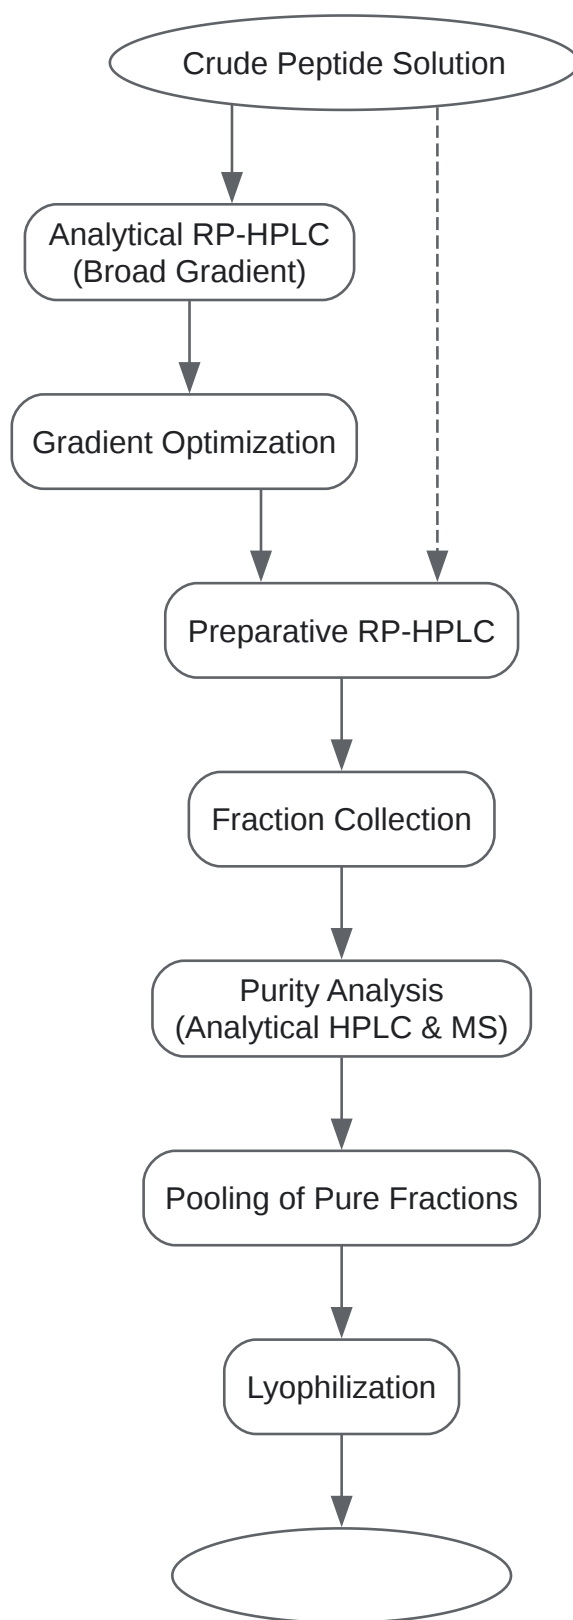 Crude Peptide Solution
Analytical RP-HPLC
(Broad Gradient)
Gradient Optimization
Preparative RP-HPLC
Fraction Collection
Purity Analysis
(Analytical HPLC & MS)
Pooling of Pure Fractions
Lyophilization